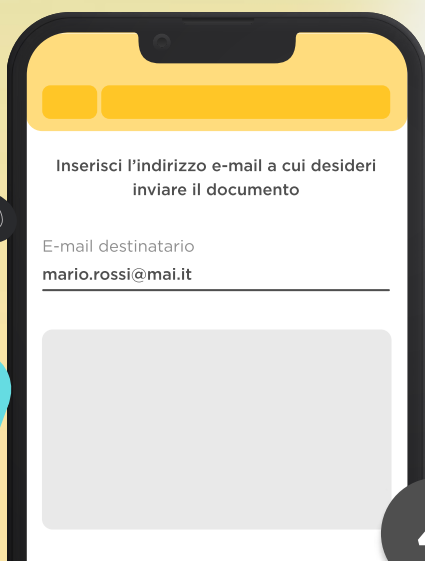 Inserisci l’indirizzo e-mail a cui desideri
inviare il documento
E-mail destinatario
mario.rossi@mai.it